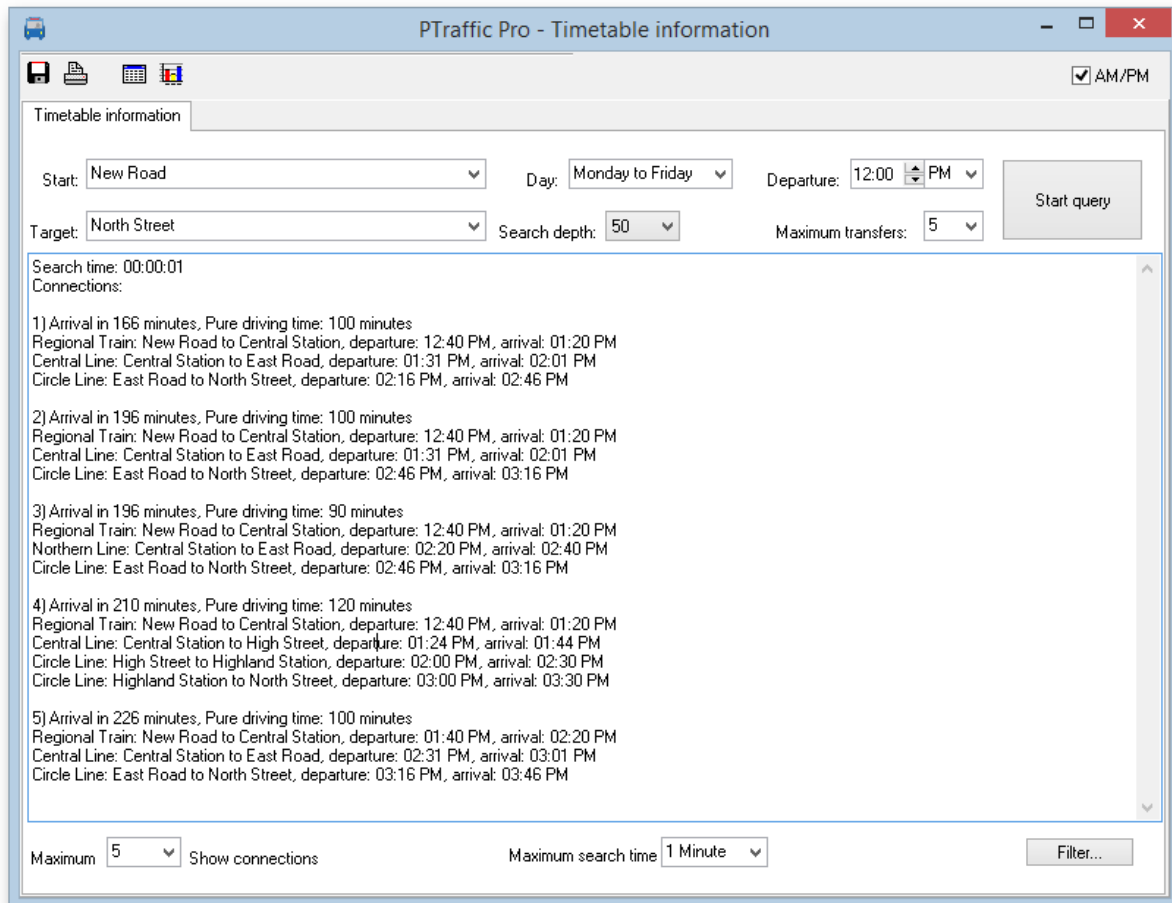 PTraffic Pro - Timetable information
AM/PM
Timetable information
Start: New Road Day: Monday to Friday Departure: 12:00 PM Start query
Target: North Street Search depth: 50 Maximum transfers: 5
Search time: 00:00:01
Connections:
1) Arrival in 166 minutes, Pure driving time: 100 minutes
Regional Train: New Road to Central Station, departure: 12:40 PM, arrival: 01:20 PM
Central Line: Central Station to East Road, departure: 01:31 PM, arrival: 02:01 PM
Circle Line: East Road to North Street, departure: 02:16 PM, arrival: 02:46 PM
2) Arrival in 196 minutes, Pure driving time: 100 minutes
Regional Train: New Road to Central Station, departure: 12:40 PM, arrival: 01:20 PM
Central Line: Central Station to East Road, departure: 01:31 PM, arrival: 02:01 PM
Circle Line: East Road to North Street, departure: 02:46 PM, arrival: 03:16 PM
3) Arrival in 196 minutes, Pure driving time: 90 minutes
Regional Train: New Road to Central Station, departure: 12:40 PM, arrival: 01:20 PM
Northern Line: Central Station to East Road, departure: 02:20 PM, arrival: 02:40 PM
Circle Line: East Road to North Street, departure: 02:46 PM, arrival: 03:16 PM
4) Arrival in 210 minutes, Pure driving time: 120 minutes
Regional Train: New Road to Central Station, departure: 12:40 PM, arrival: 01:20 PM
Central Line: Central Station to High Street, departure: 01:24 PM, arrival: 01:44 PM
Circle Line: High Street to Highland Station, departure: 02:00 PM, arrival: 02:30 PM
Circle Line: Highland Station to North Street, departure: 03:00 PM, arrival: 03:30 PM
5) Arrival in 226 minutes, Pure driving time: 100 minutes
Regional Train: New Road to Central Station, departure: 01:40 PM, arrival: 02:20 PM
Central Line: Central Station to East Road, departure: 02:31 PM, arrival: 03:01 PM
Circle Line: East Road to North Street, departure: 03:16 PM, arrival: 03:46 PM
Maximum 5 Show connections Maximum search time 1 Minute Filter...